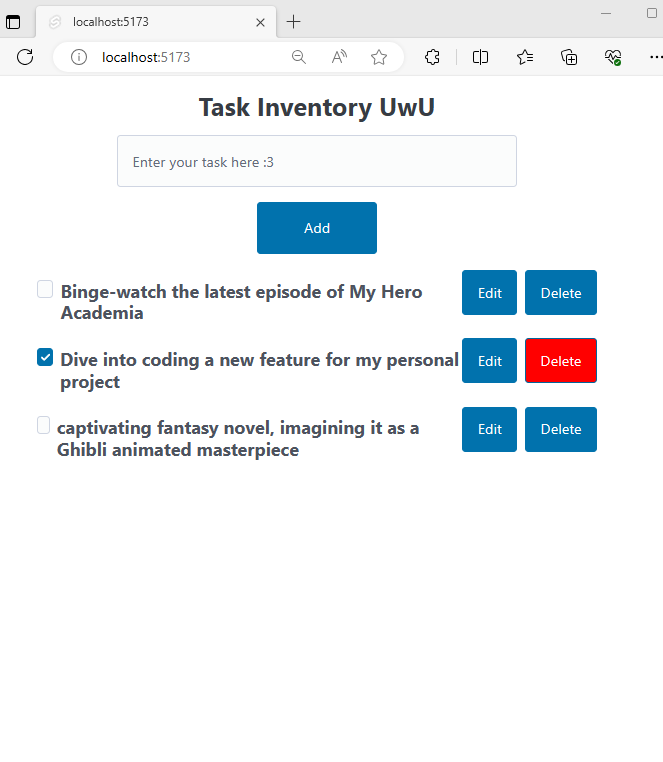 localhost:5173
localhost:5173
Task Inventory UwU
Enter your task here :3
Add
Binge-watch the latest episode of My Hero
Academia
Edit
Delete
Dive into coding a new feature for my personal
project
Edit
Delete
captivating fantasy novel, imagining it as a
Ghibli animated masterpiece
Edit
Delete